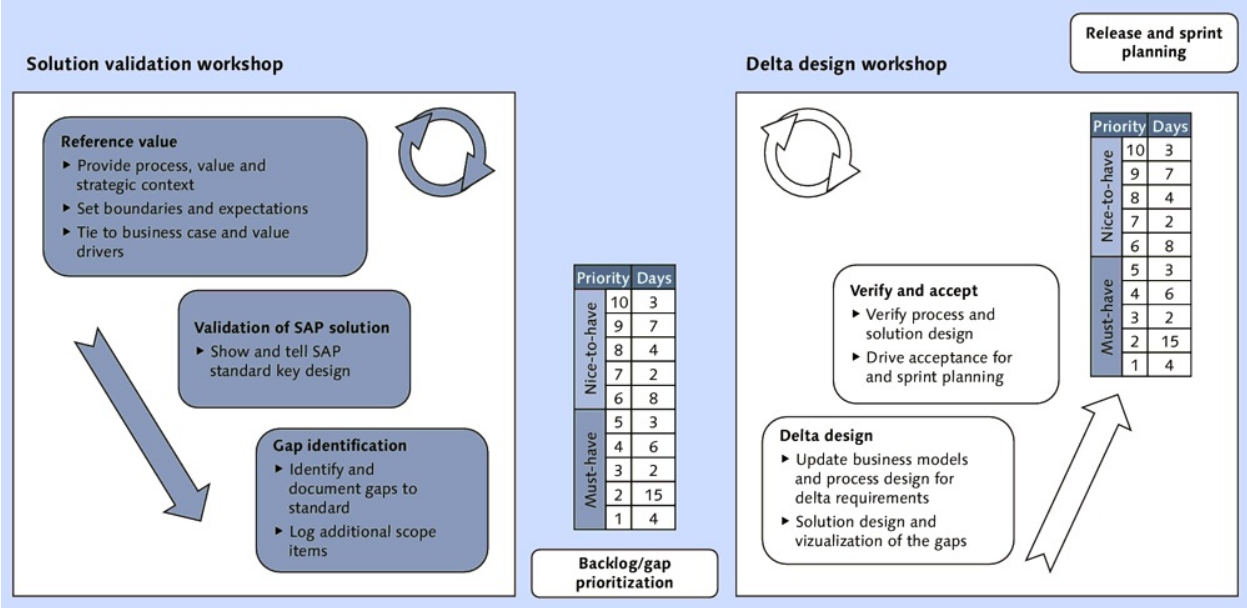 Solution validation workshop
Reference value
▸ Provide process, value and
strategic context
▸ Set boundaries and expectations
▸ Tie to business case and value
drivers
Validation of SAP solution
▸ Show and tell SAP
standard key design
Gap identification
▸ Identify and
document gaps to
standard
▸ Log additional scope
items
Priority Days
Nice-to-have
10 3
9 7
8 4
7 2
6 8
Must-have
5 3
4 6
3 2
2 15
1 4
Backlog/gap
prioritization
Delta design workshop
Release and sprint
planning
Priority Days
Nice-to-have
10 3
9 7
8 4
7 2
6 8
Must-have
5 3
4 6
3 2
2 15
1 4
Verify and accept
▸ Verify process and
solution design
▸ Drive acceptance for
and sprint planning
Delta design
▸ Update business models
and process design for
delta requirements
▸ Solution design and
vizualization of the gaps